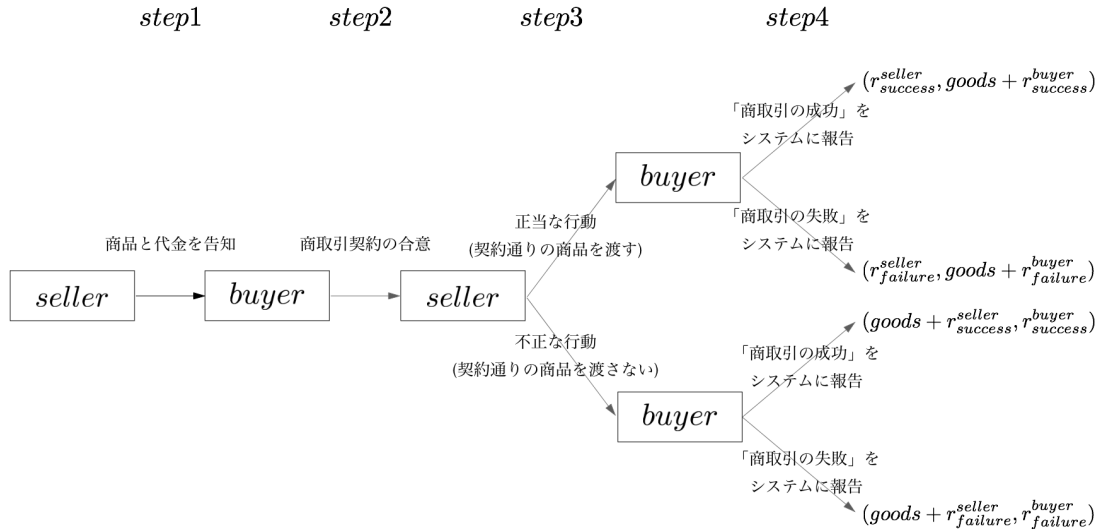 step1 step2 step3 step4
(r^{seller}_{success}, goods + r^{buyer}_{success})
「商取引の成功」を
システムに報告
buyer
正当な行動
(契約通りの商品を渡す)
「商取引の失敗」を
システムに報告
(r^{seller}_{failure}, goods + r^{buyer}_{failure})
商品と代金を告知
商取引契約の合意
seller
buyer
seller
(goods + r^{seller}_{success}, r^{buyer}_{success})
不正な行動
(契約通りの商品を渡さない)
「商取引の成功」を
システムに報告
buyer
「商取引の失敗」を
システムに報告
(goods + r^{seller}_{failure}, r^{buyer}_{failure})